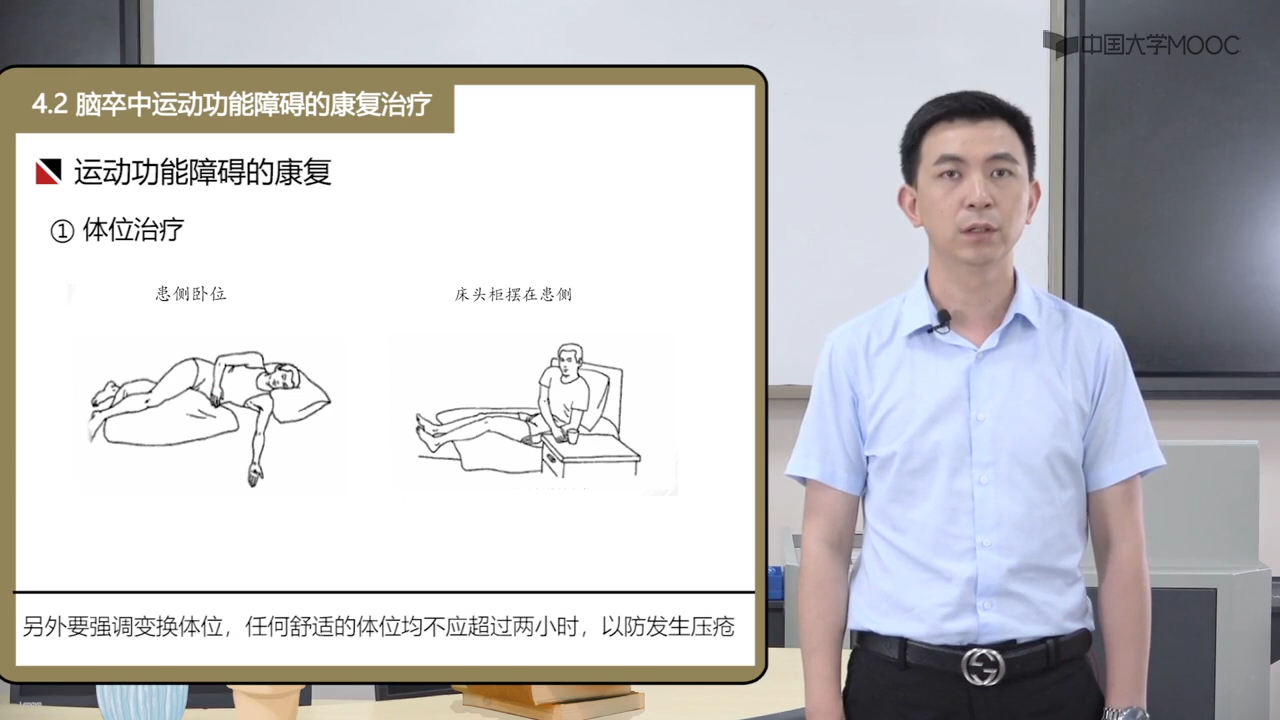 中国大学MOOC
4.2 脑卒中运动功能障碍的康复治疗
运动功能障碍的康复
① 体位治疗
患侧卧位
床头柜摆在患侧
另外要强调变换体位，任何舒适的体位均不应超过两小时，以防发生压疮